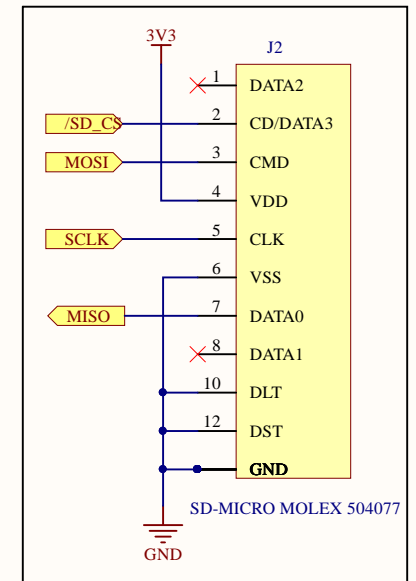 3V3
J2
1 DATA2
/SD_CS 2 CD/DATA3
MOSI 3 CMD
4 VDD
SCLK 5 CLK
6 VSS
MISO 7 DATA0
8 DATA1
10 DLT
12 DST
GND
SD-MICRO MOLEX 504077
GND